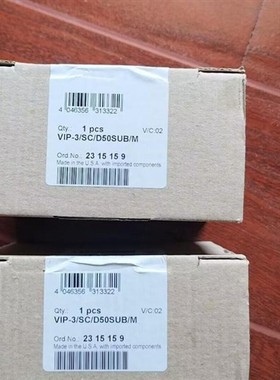 4 046356 313322
Qty.: 1 pcs V/C:02
VIP-3/SC/D50SUB/M
Ord No.: 23 15 15 9
Made in the U.S.A. with imported components.
4 046356 313322
Qty.: 1 pcs V/C:02
VIP-3/SC/D50SUB/M
Ord No.: 23 15 15 9
Made in the U.S.A. with imported components.